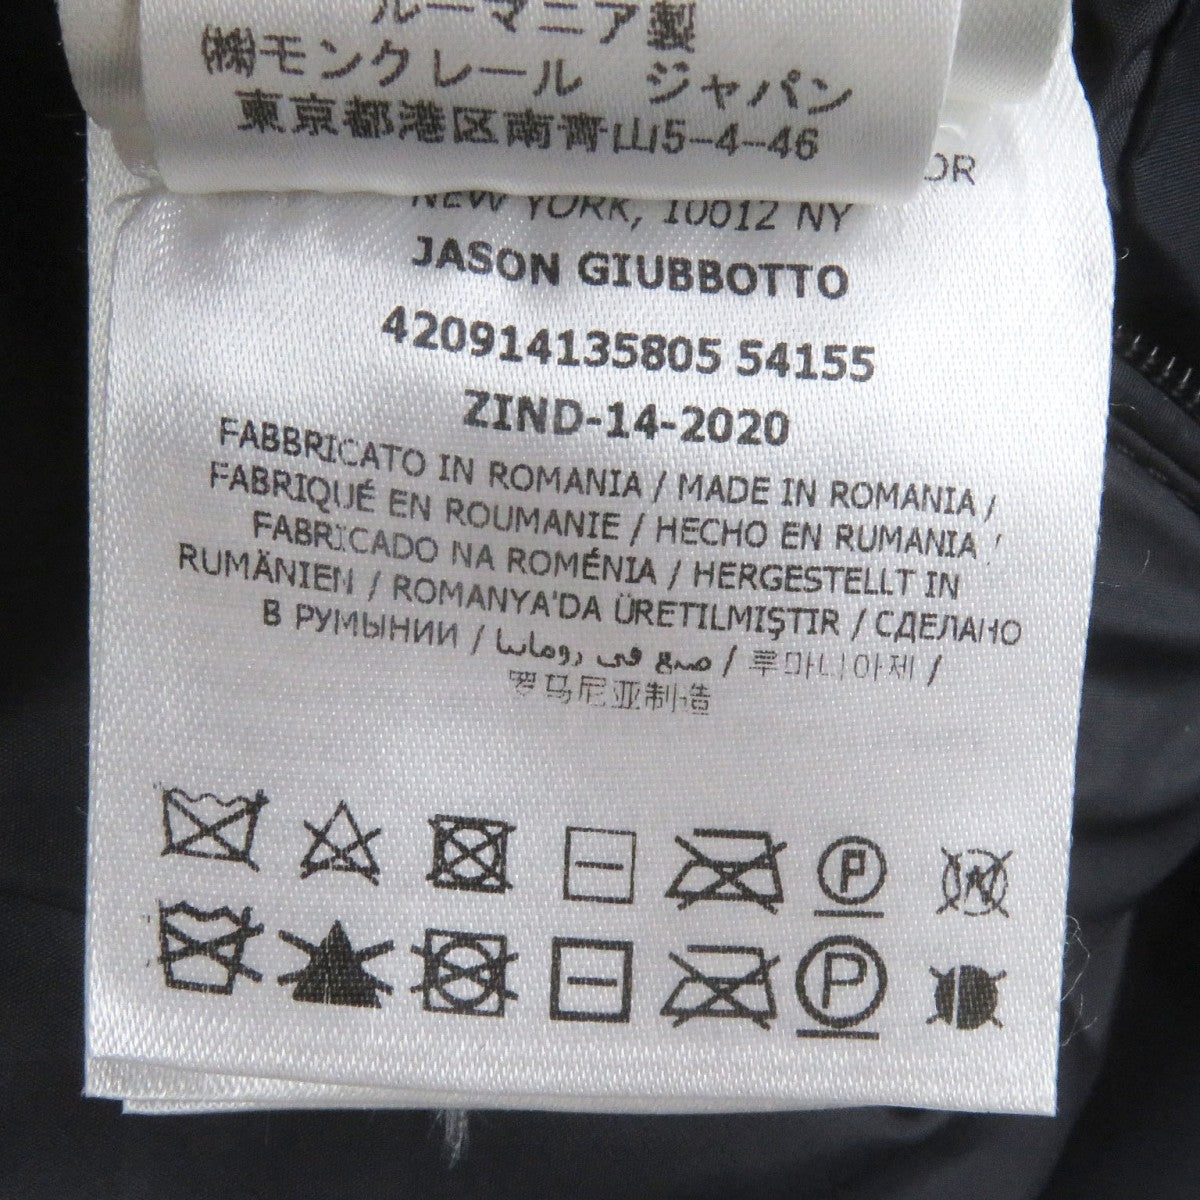 ルーマニア製
㈱モンクレール ジャパン
東京都港区南青山5-4-46
OR
NEW YORK, 10012 NY
JASON GIUBBOTTO
420914135805 54155
ZIND-14-2020
FABBRICATO IN ROMANIA / MADE IN ROMANIA /
FABRIQUÉ EN ROUMANIE / HECHO EN RUMANIA /
FABRICADO NA ROMÉNIA / HERGESTELLT IN
RUMÄNIEN / ROMANYA'DA ÜRETILMIŞTIR / СДЕЛАНО
В РУМЫНИИ / صنع في رومانيا / 루마니아제 /
罗马尼亚制造
P
P